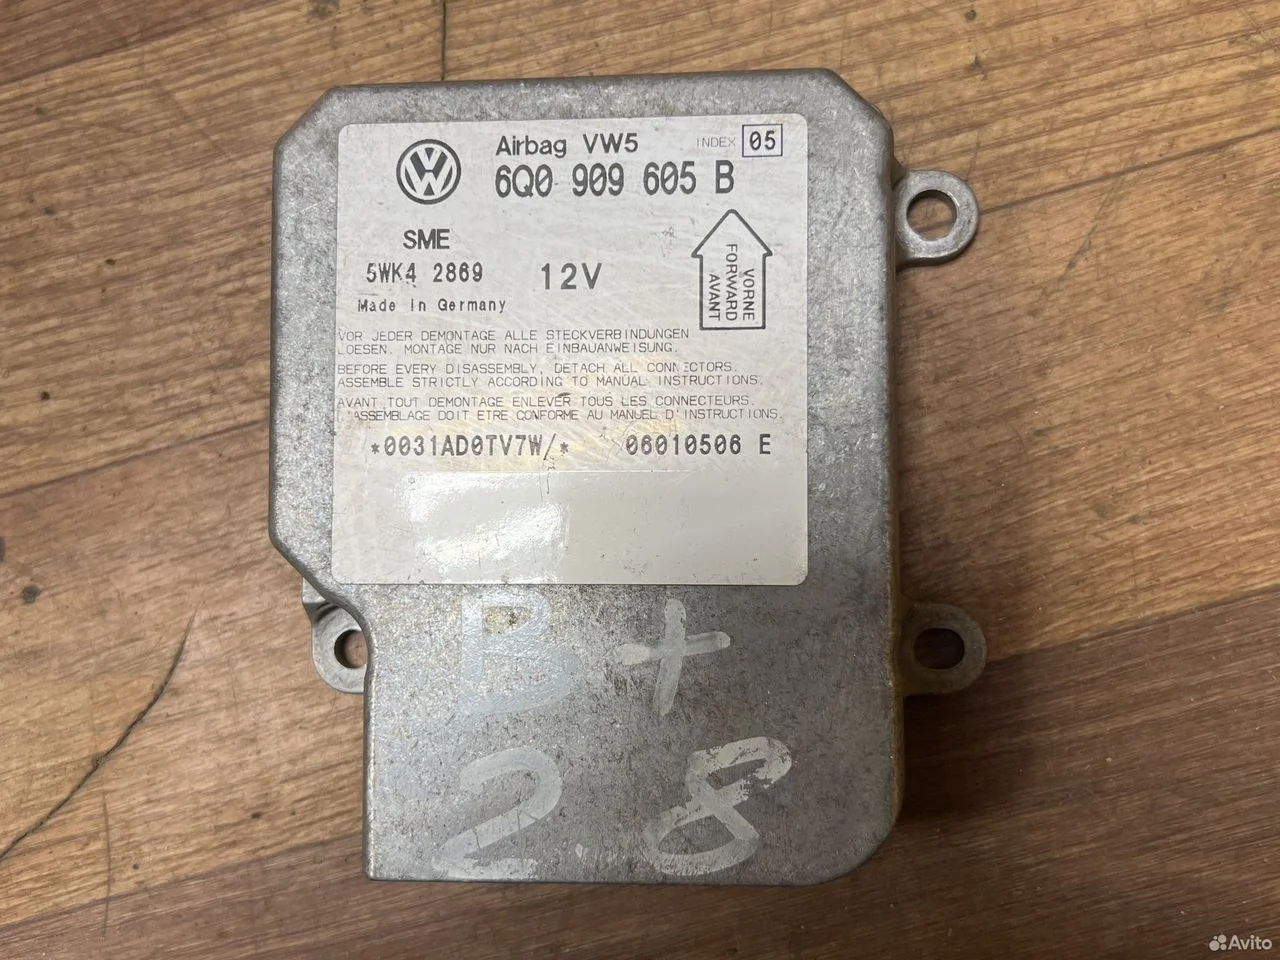 Airbag VW5 INDEX 05
6Q0 909 605 B
SME
5WK4 2869 12V
Made in Germany
VORNE
FORWARD
AVANT
VOR JEDER DEMONTAGE ALLE STECKVERBINDUNGEN
LOESEN. MONTAGE NUR NACH EINBAUANWEISUNG.
BEFORE EVERY DISASSEMBLY, DETACH ALL CONNECTORS.
ASSEMBLE STRICTLY ACCORDING TO MANUAL INSTRUCTIONS.
AVANT TOUT DEMONTAGE ENLEVER TOUS LES CONNECTEURS.
L'ASSEMBLAGE DOIT ETRE CONFORME AU MANUEL D'INSTRUCTIONS.
*0031AD0TV7W/* 06010506 E
B+
2.8
Avito